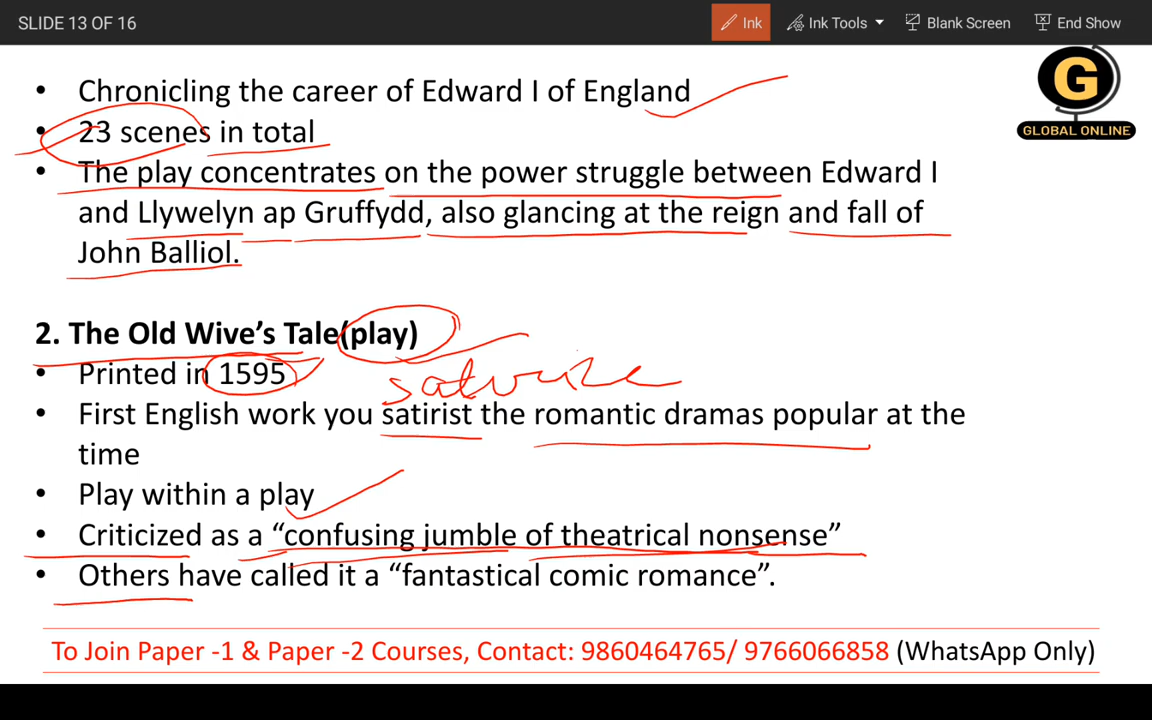 SLIDE 13 OF 16
Ink
Ink Tools
Blank Screen
End Show
G
GLOBAL ONLINE
• Chronicling the career of Edward I of England
• 23 scenes in total
• The play concentrates on the power struggle between Edward I
and Llywelyn ap Gruffydd, also glancing at the reign and fall of
John Balliol.
2. The Old Wive’s Tale(play)
• Printed in 1595
satirize
• First English work you satirist the romantic dramas popular at the
time
• Play within a play
• Criticized as a “confusing jumble of theatrical nonsense”
• Others have called it a “fantastical comic romance”.
To Join Paper -1 & Paper -2 Courses, Contact: 9860464765/ 9766066858 (WhatsApp Only)